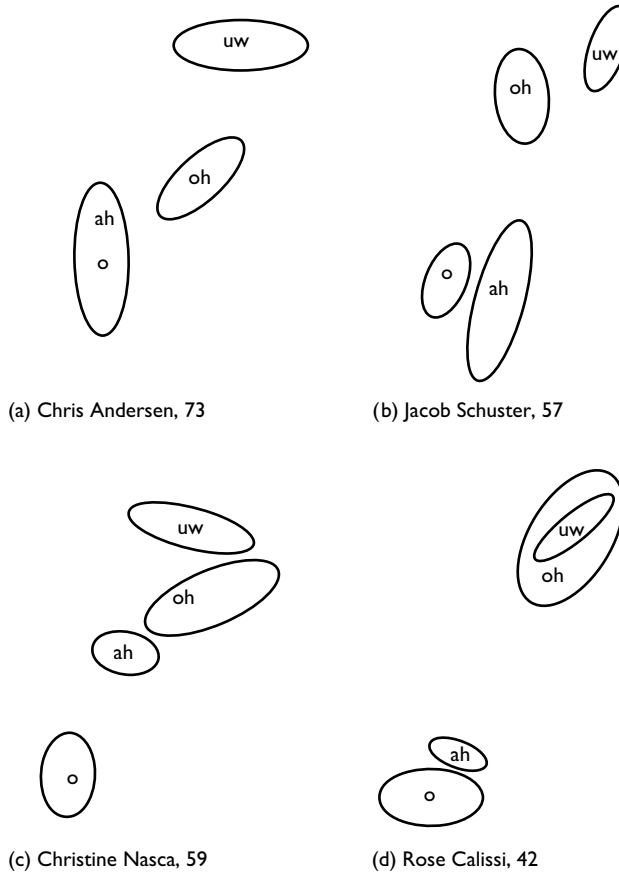 uw
oh
ah
o
(a) Chris Andersen, 73
uw
oh
o
ah
(b) Jacob Schuster, 57
uw
oh
ah
o
(c) Christine Nasca, 59
uw
oh
ah
o
(d) Rose Calissi, 42